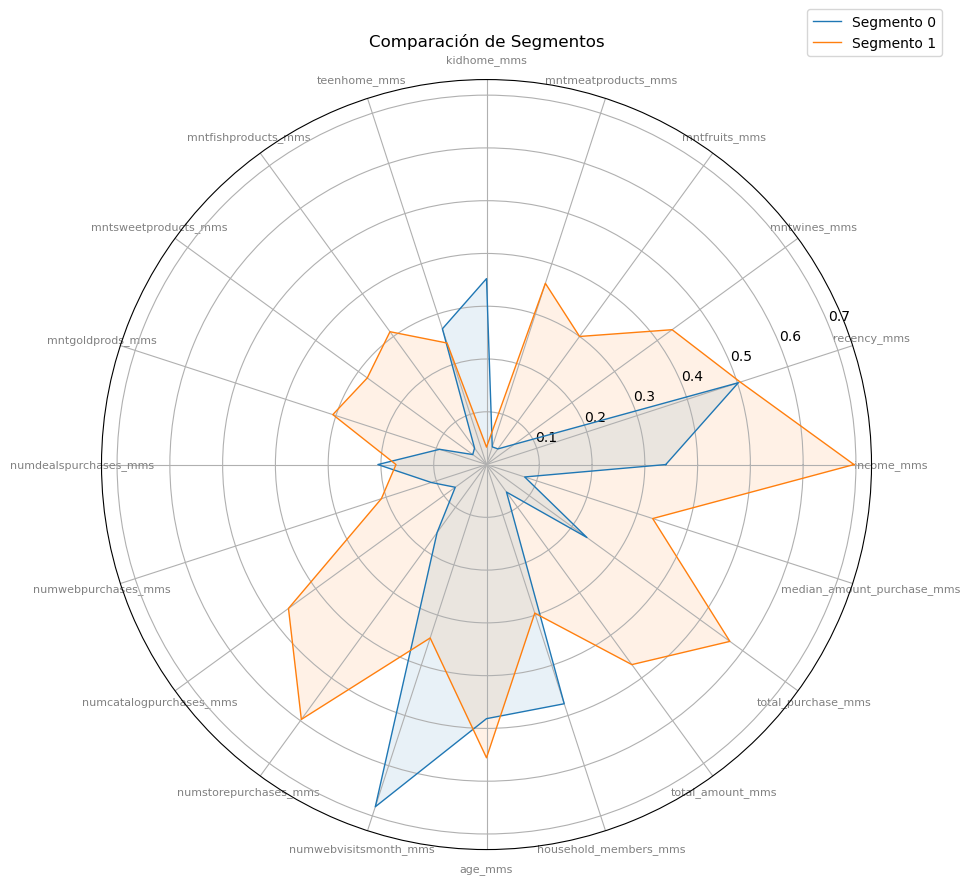 Segmento 0
Segmento 1
Comparación de Segmentos
kidhome_mms
teenhome_mms
mntmeatproducts_mms
mntfishproducts_mms
mntfruits_mms
mntsweetproducts_mms
mntwines_mms
0.7
0.6
mntgoldprods_mms
recency_mms
0.5
0.4
0.3
0.2
0.1
numdealspurchases_mms
income_mms
numwebpurchases_mms
median_amount_purchase_mms
numcatalogpurchases_mms
total_purchase_mms
numstorepurchases_mms
total_amount_mms
numwebvisitsmonth_mms
household_members_mms
age_mms